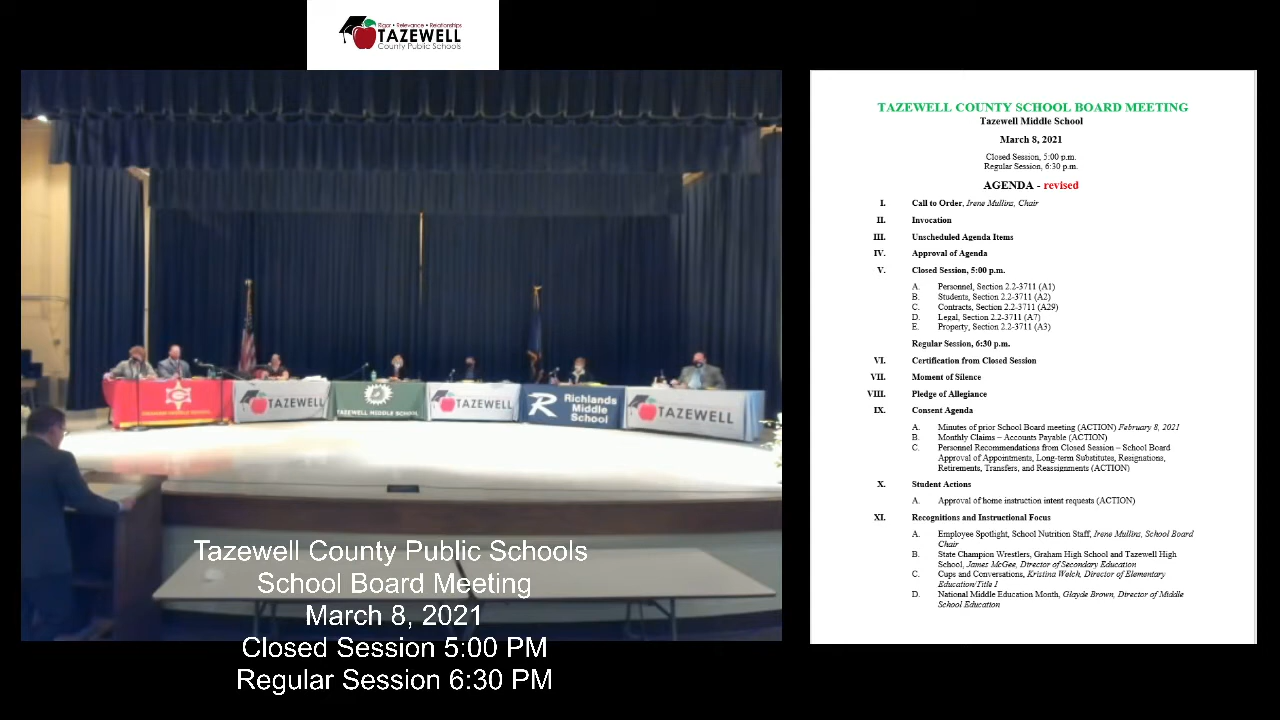 Rigor • Relevance • Relationships
TAZEWELL
County Public Schools
TAZEWELL
TAZEWELL MIDDLE SCHOOL
TAZEWELL
R Richlands
Middle
School
TAZEWELL
Tazewell County Public Schools
School Board Meeting
March 8, 2021
Closed Session 5:00 PM
Regular Session 6:30 PM
TAZEWELL COUNTY SCHOOL BOARD MEETING
Tazewell Middle School
March 8, 2021
Closed Session, 5:00 p.m.
Regular Session, 6:30 p.m.
AGENDA - revised
I. Call to Order, Irene Mullins, Chair
II. Invocation
III. Unscheduled Agenda Items
IV. Approval of Agenda
V. Closed Session, 5:00 p.m.
A. Personnel, Section 2.2-3711 (A1)
B. Students, Section 2.2-3711 (A2)
C. Contracts, Section 2.2-3711 (A29)
D. Legal, Section 2.2-3711 (A7)
E. Property, Section 2.2-3711 (A3)
Regular Session, 6:30 p.m.
VI. Certification from Closed Session
VII. Moment of Silence
VIII. Pledge of Allegiance
IX. Consent Agenda
A. Minutes of prior School Board meeting (ACTION) February 8, 2021
B. Monthly Claims – Accounts Payable (ACTION)
C. Personnel Recommendations from Closed Session – School Board
Approval of Appointments, Long-term Substitutes, Resignations,
Retirements, Transfers, and Reassignments (ACTION)
X. Student Actions
A. Approval of home instruction intent requests (ACTION)
XI. Recognitions and Instructional Focus
A. Employee Spotlight, School Nutrition Staff, Irene Mullins, School Board
Chair
B. State Champion Wrestlers, Graham High School and Tazewell High
School, James McGee, Director of Secondary Education
C. Cups and Conversations, Kristina Welch, Director of Elementary
Education/Title I
D. National Middle Education Month, Glayde Brown, Director of Middle
School Education